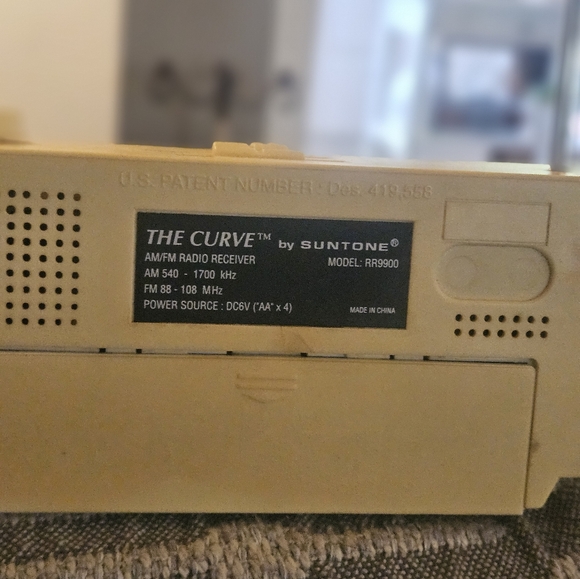 U.S. PATENT NUMBER : Des. 419,558
THE CURVE™ by SUNTONE®
AM/FM RADIO RECEIVER MODEL: RR9900
AM 540 - 1700 kHz
FM 88 - 108 MHz
POWER SOURCE : DC6V ("AA" x 4) MADE IN CHINA